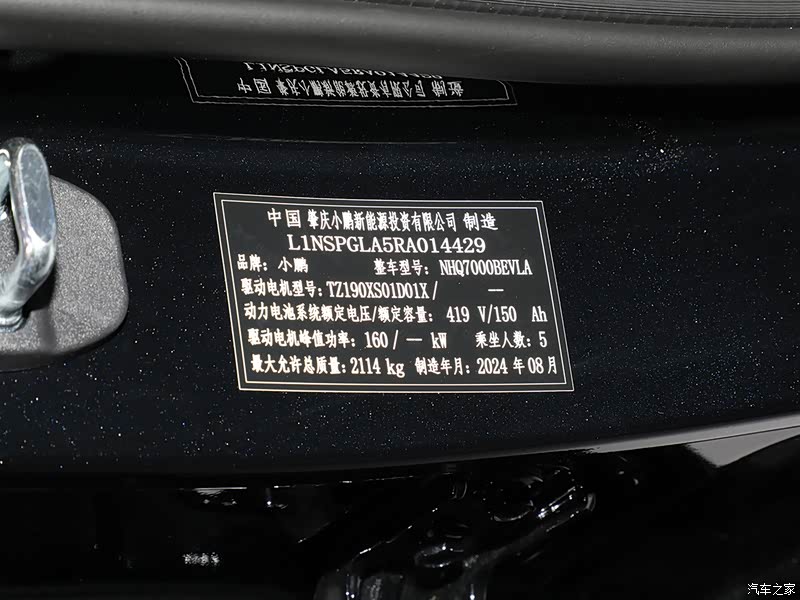 中国 肇庆小鹏新能源投资有限公司 制造
L1NSPGLA5RA014429
品牌：小鹏 整车型号：NHQ7000BEVLA
驱动电机型号：TZ190XS01D01X / —
动力电池系统额定电压/额定容量： 419 V/150 Ah
驱动电机峰值功率：160 / — kW 乘坐人数：5
最大允许总质量：2114 kg 制造年月：2024 年 08 月
汽车之家